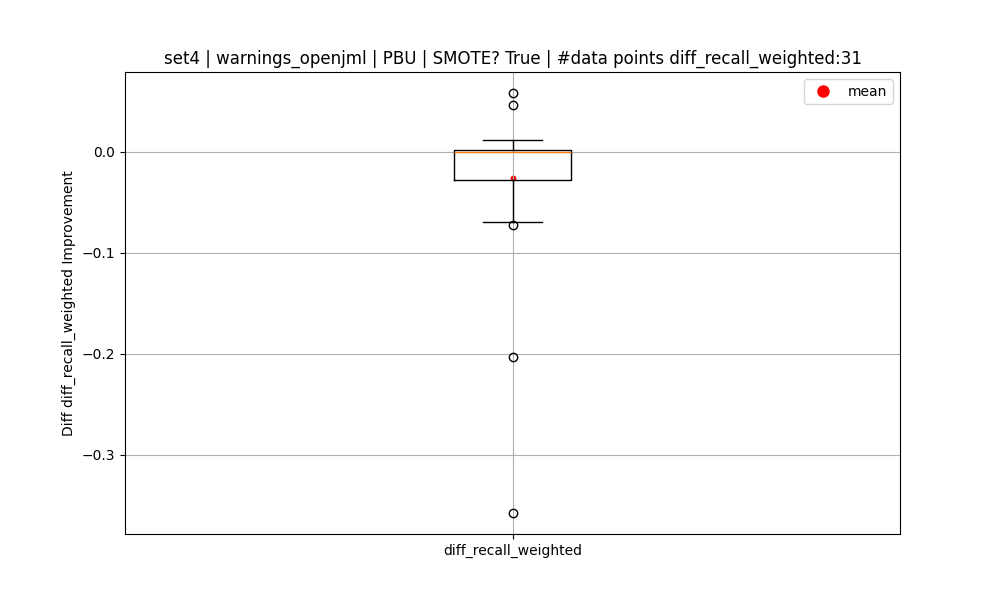 set4 | warnings_openjml | PBU | SMOTE? True | #data points diff_recall_weighted:31
mean
0.0
−0.1
−0.2
−0.3
Diff diff_recall_weighted Improvement
diff_recall_weighted